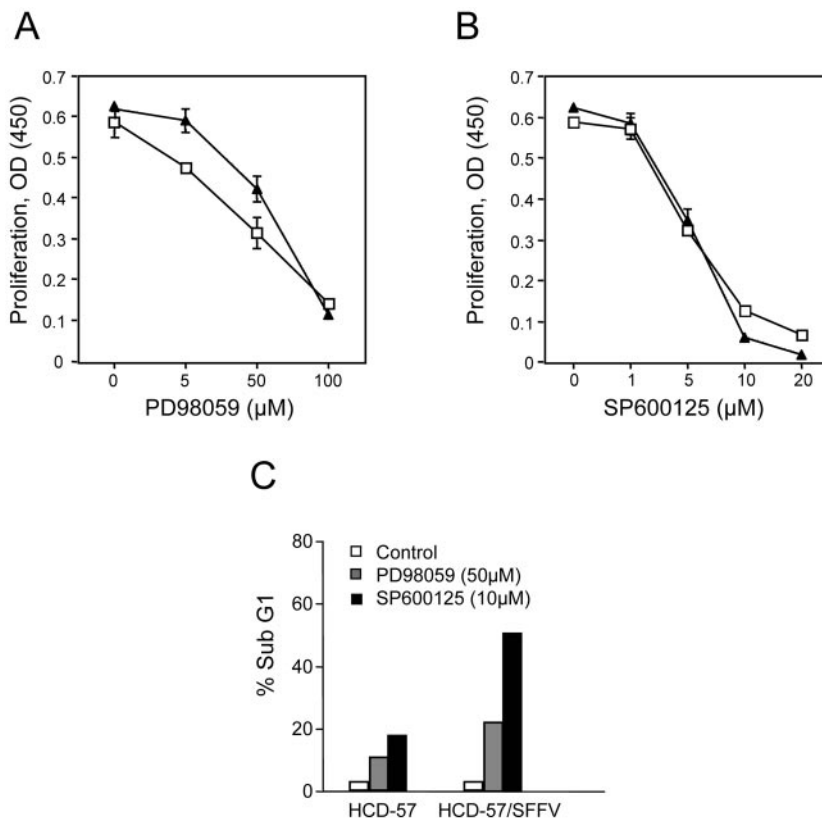 A
Proliferation, OD (450)
0.7
0.6
0.5
0.4
0.3
0.2
0.1
0
0 5 50 100
PD98059 (µM)
B
Proliferation, OD (450)
0.7
0.6
0.5
0.4
0.3
0.2
0.1
0
0 1 5 10 20
SP600125 (µM)
C
% Sub G1
80
60
40
20
0
Control
PD98059 (50µM)
SP600125 (10µM)
HCD-57 HCD-57/SFFV